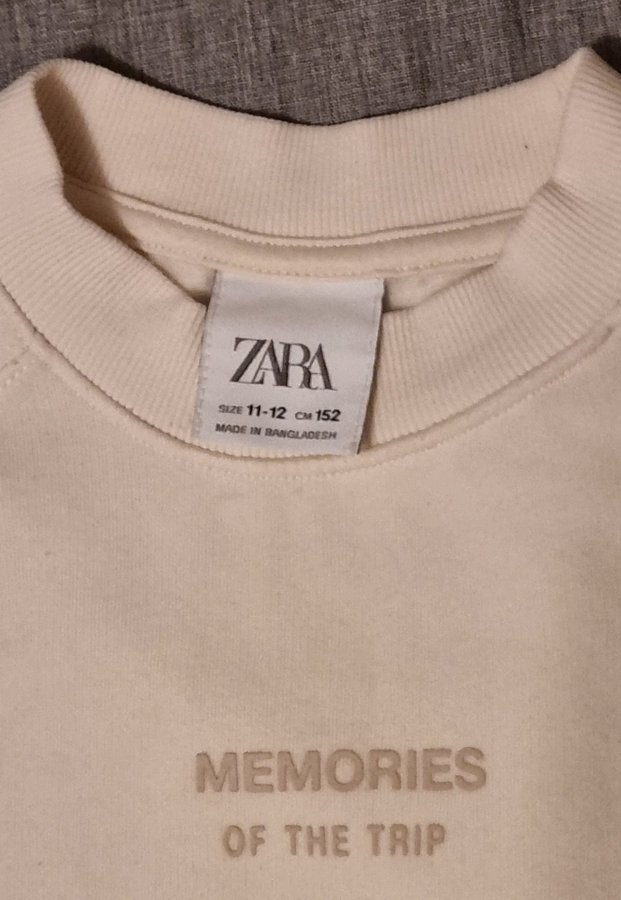 ZARA
SIZE 11-12 CM 152
MADE IN BANGLADESH
MEMORIES
OF THE TRIP